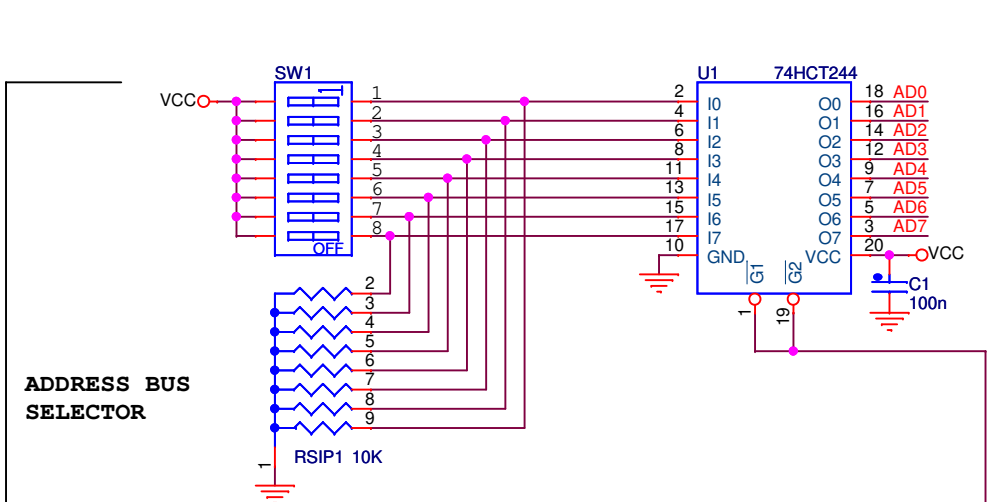 SW1
U1 74HCT244
VCC 1 2 I0 O0 18 AD0
2 4 I1 O1 16 AD1
3 6 I2 O2 14 AD2
4 8 I3 O3 12 AD3
5 11 I4 O4 9 AD4
6 13 I5 O5 7 AD5
7 15 I6 O6 5 AD6
8 17 I7 O7 3 AD7
OFF 10 GND VCC 20 VCC
G1 G2
1 19
C1
100n
2
3
4
5
6
7
8
9
ADDRESS BUS
SELECTOR
RSIP1 10K
1